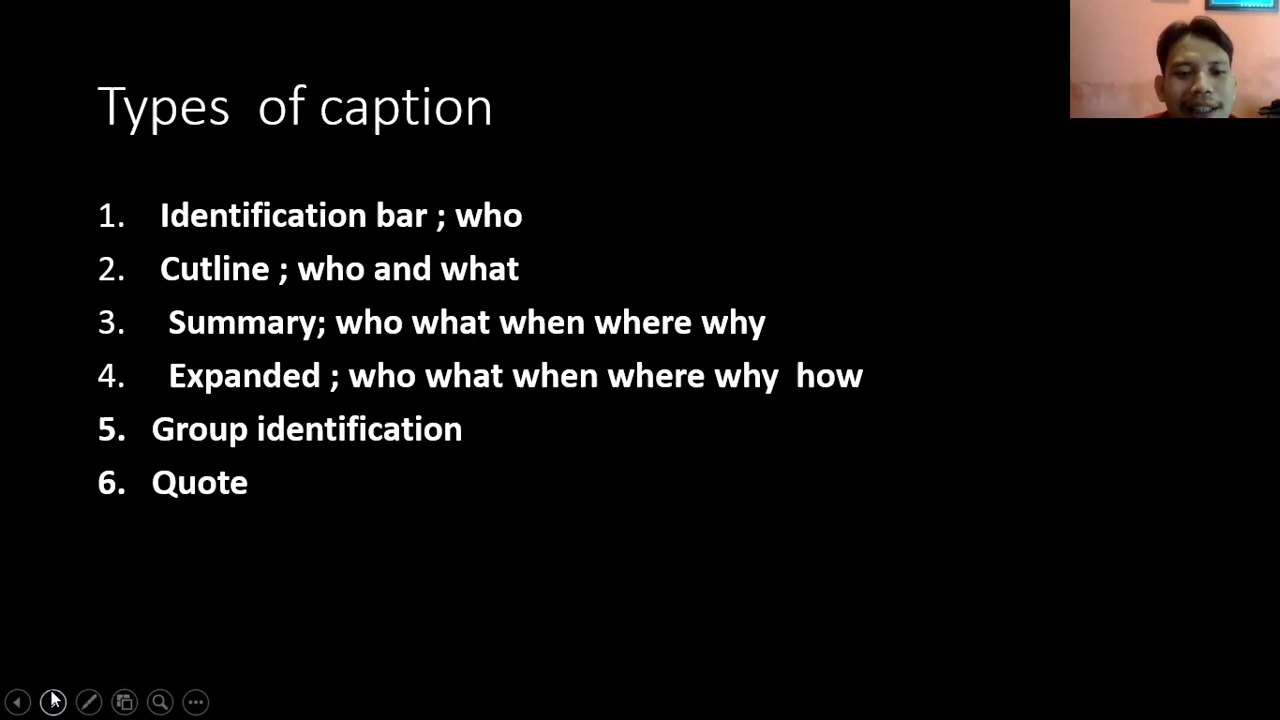 Types of caption
1. Identification bar ; who
2. Cutline ; who and what
3. Summary; who what when where why
4. Expanded ; who what when where why how
5. Group identification
6. Quote